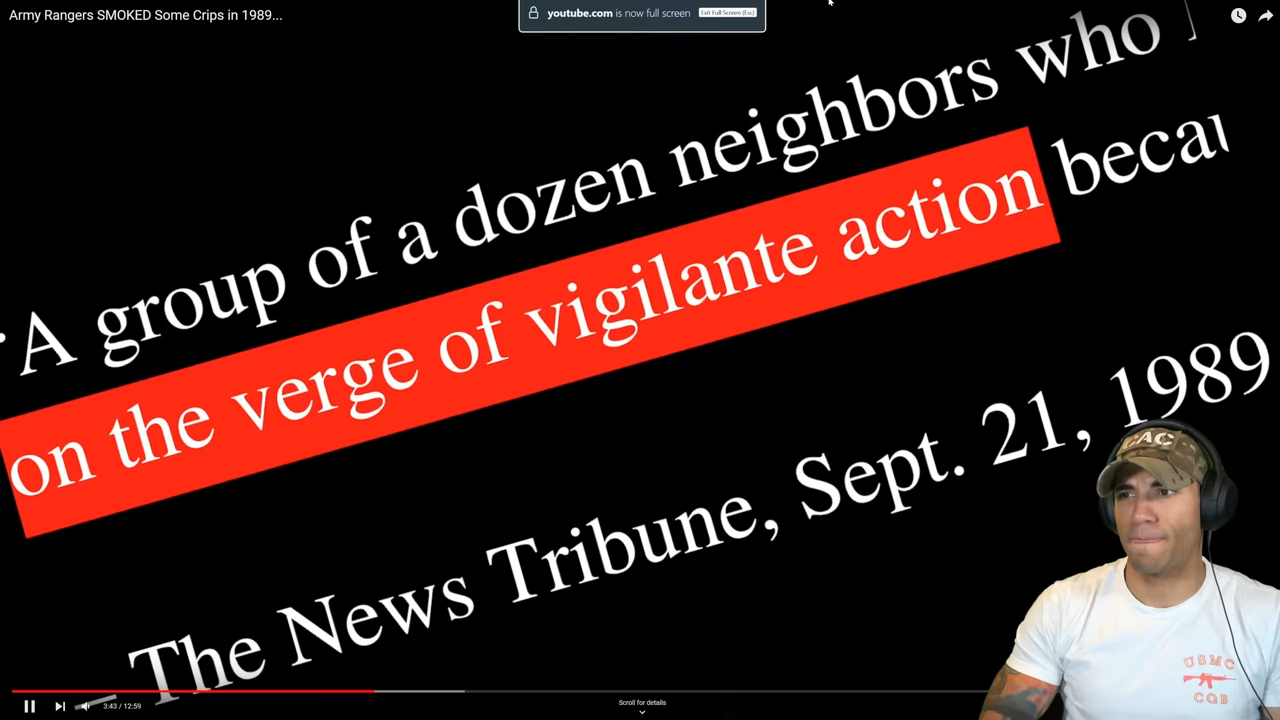 Army Rangers SMOKED Some Crips in 1989...
youtube.com is now full screen
Exit Full Screen (Esc)
"A group of a dozen neighbors who
on the verge of vigilante action
— The News Tribune, Sept. 21, 1989
CAC
USMC
CQB
3:43 / 12:59
Scroll for details